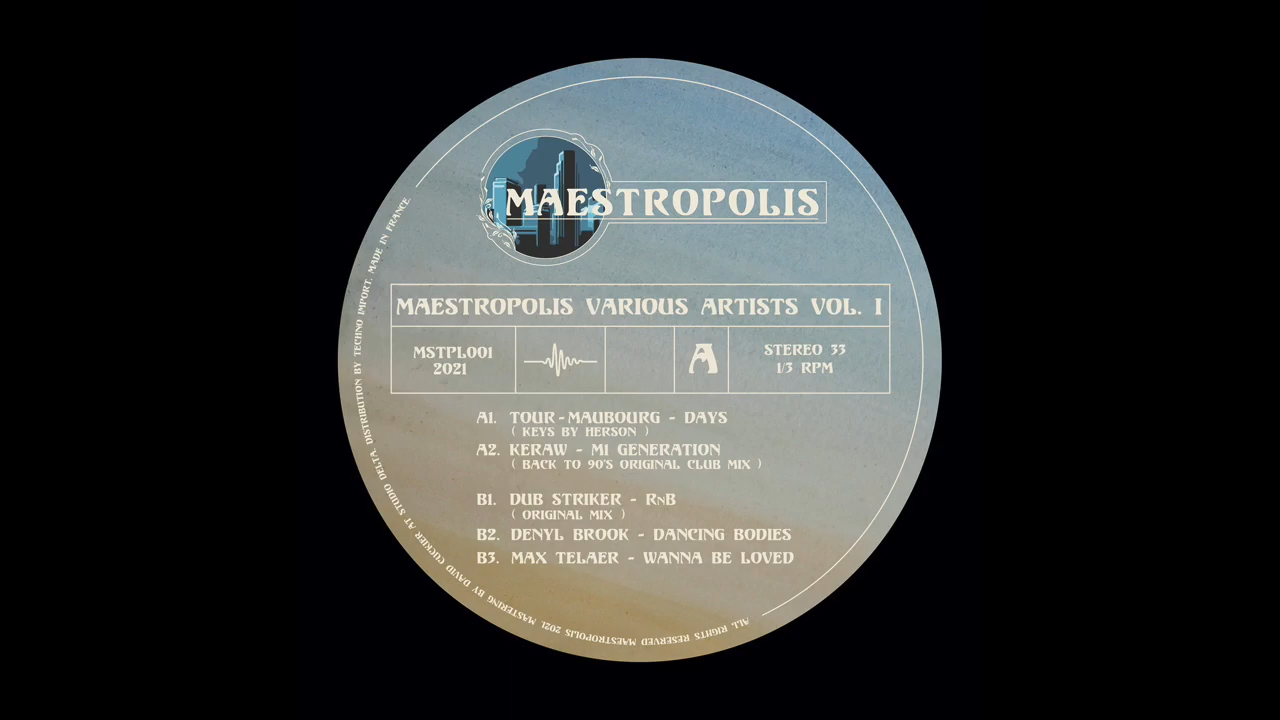 MAESTROPOLIS
MAESTROPOLIS VARIOUS ARTISTS VOL. I
MSTPL001
2021
A
STEREO 33
1/3 RPM
A1. TOUR-MAUBOURG - DAYS
( KEYS BY HERSON )
A2. KERAW - M1 GENERATION
( BACK TO 90'S ORIGINAL CLUB MIX )
B1. DUB STRIKER - RnB
( ORIGINAL MIX )
B2. DENYL BROOK - DANCING BODIES
B3. MAX TELAER - WANNA BE LOVED
ALL RIGHTS RESERVED MAESTROPOLIS 2021. MASTERING BY DAVID CUCKIER AT STUDIO DELTA. DISTRIBUTION BY TECHNO IMPORT. MADE IN FRANCE